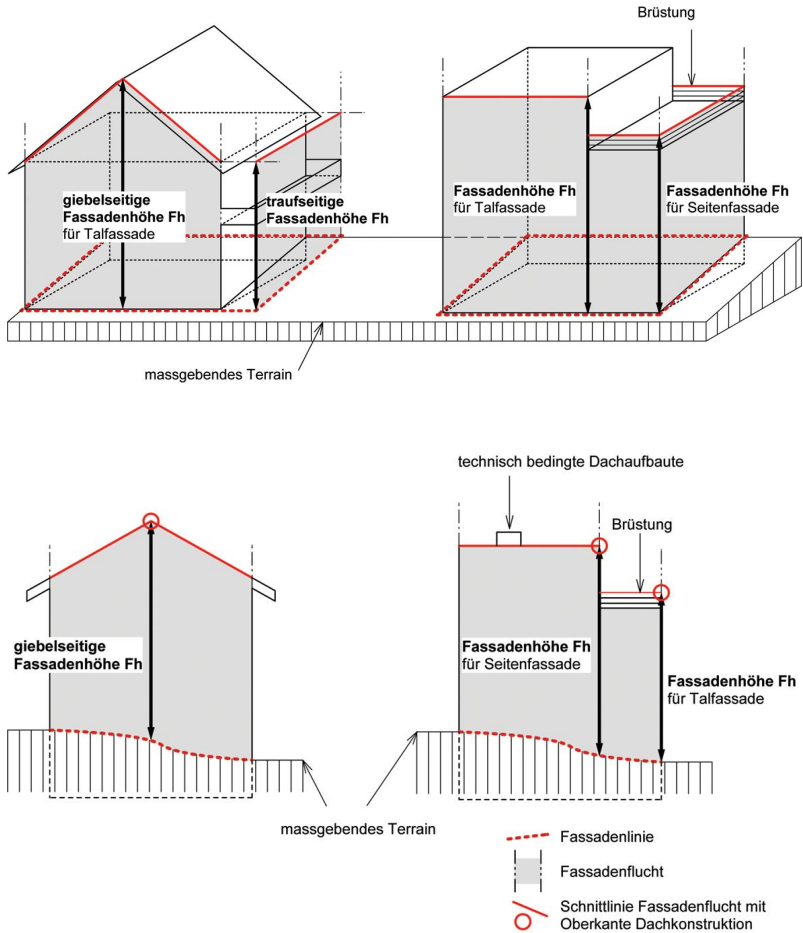 Brüstung
giebelseitige
Fassadenhöhe Fh
für Talfassade
traufseitige
Fassadenhöhe Fh
Fassadenhöhe Fh
für Talfassade
Fassadenhöhe Fh
für Seitenfassade
massgebendes Terrain
technisch bedingte Dachaufbaute
Brüstung
giebelseitige
Fassadenhöhe Fh
Fassadenhöhe Fh
für Seitenfassade
Fassadenhöhe Fh
für Talfassade
massgebendes Terrain
Fassadenlinie
Fassadenflucht
Schnittlinie Fassadenflucht mit
Oberkante Dachkonstruktion